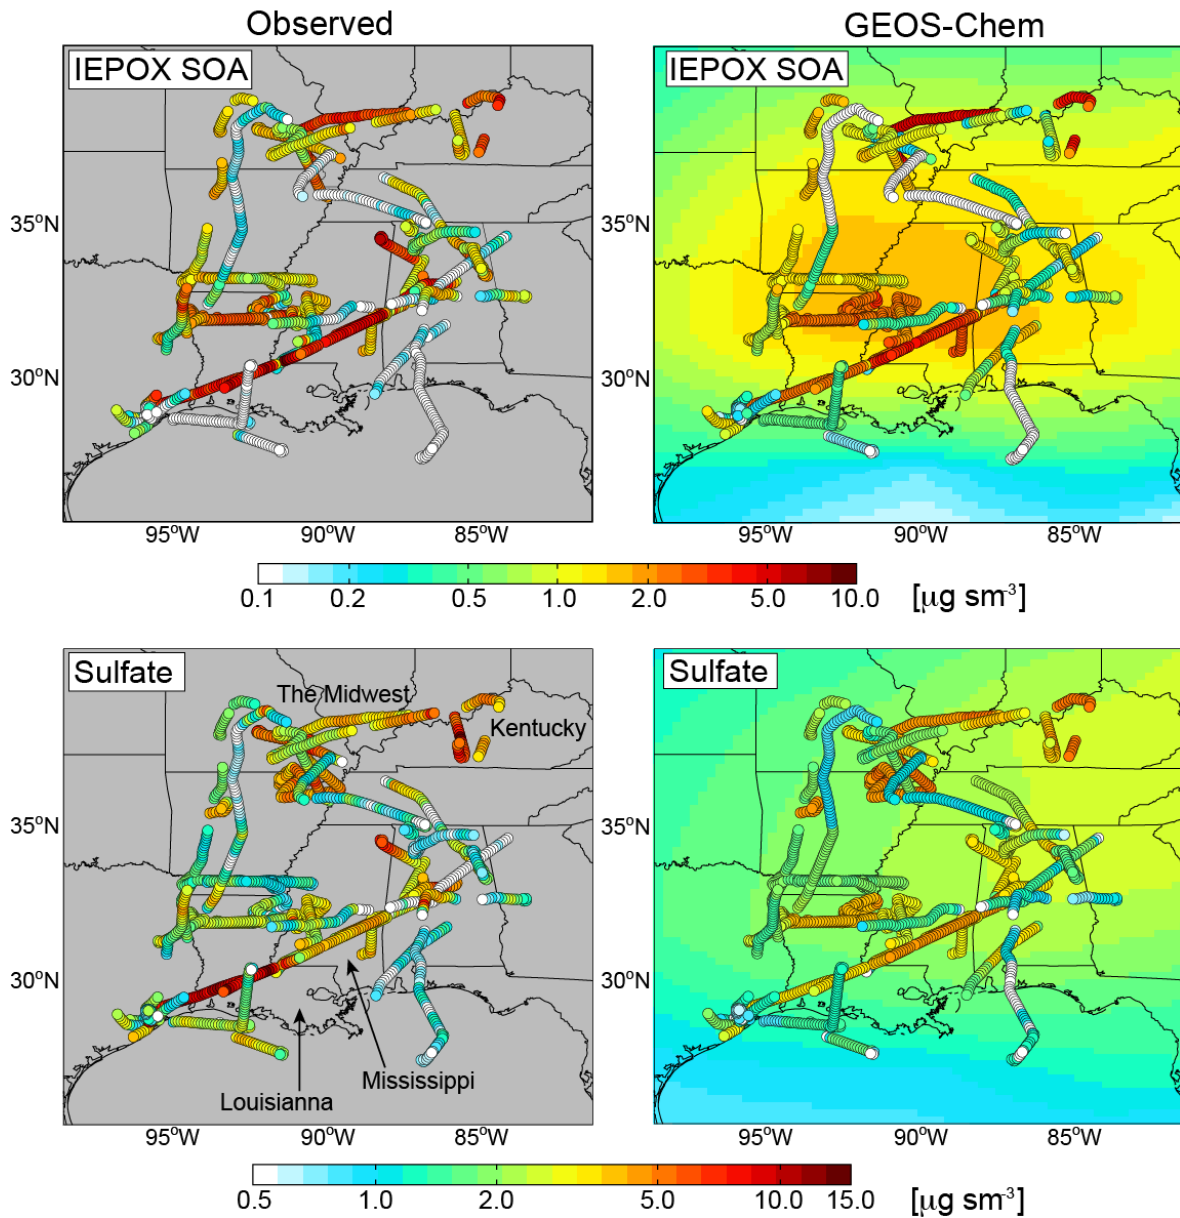 Observed GEOS-Chem
IEPOX SOA IEPOX SOA
35°N 35°N
30°N 30°N
95°W 90°W 85°W 95°W 90°W 85°W
0.1 0.2 0.5 1.0 2.0 5.0 10.0 [μg sm⁻³]
Sulfate Sulfate
The Midwest
Kentucky
35°N 35°N
30°N 30°N
Mississippi
Louisianna
95°W 90°W 85°W 95°W 90°W 85°W
0.5 1.0 2.0 5.0 10.0 15.0 [μg sm⁻³]